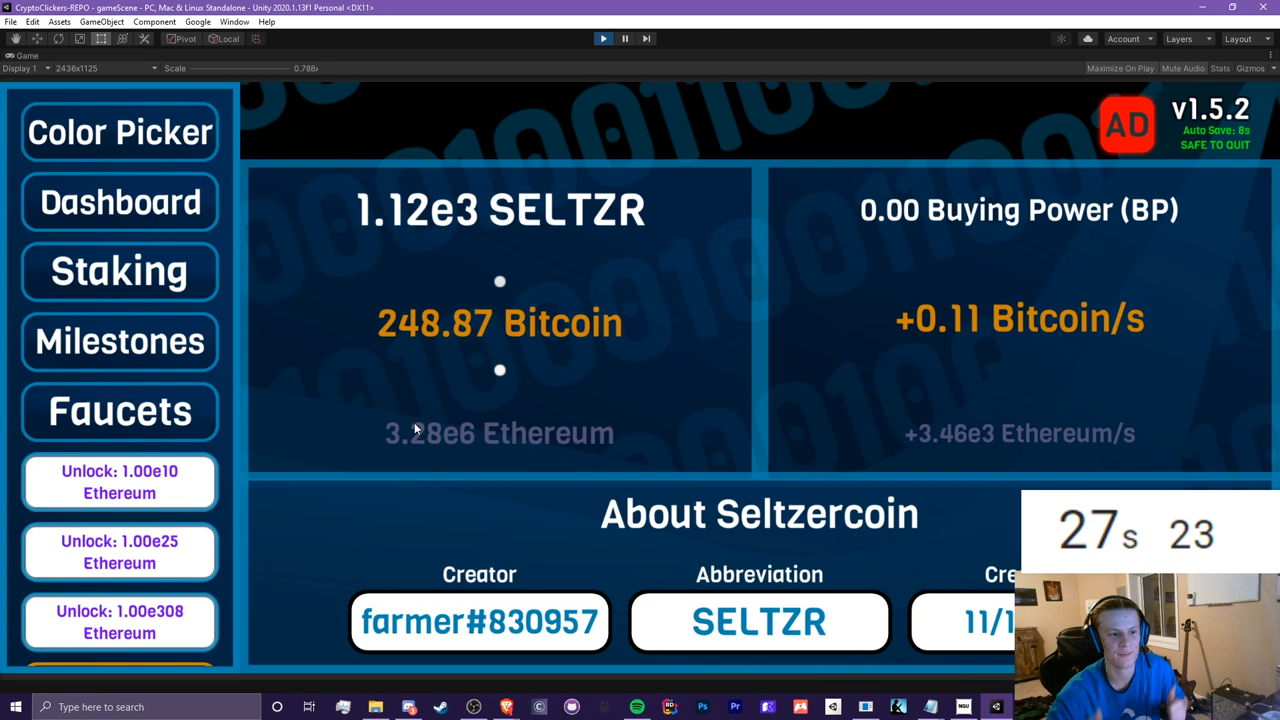 CryptoClickers-REPO - gameScene - PC, Mac & Linux Standalone - Unity 2020.1.13f1 Personal <DX11>
File Edit Assets GameObject Component Google Window Help
Pivot Local Account Layers Layout
Game
Display 1 2436x1125 Scale 0.788x Maximize On Play Mute Audio Stats Gizmos
Color Picker
Dashboard
Staking
Milestones
Faucets
Unlock: 1.00e10
Ethereum
Unlock: 1.00e25
Ethereum
Unlock: 1.00e308
Ethereum
AD
v1.5.2
Auto Save: 8s
SAFE TO QUIT
1.12e3 SELTZR
248.87 Bitcoin
3.28e6 Ethereum
0.00 Buying Power (BP)
+0.11 Bitcoin/s
+3.46e3 Ethereum/s
About Seltzercoin
Creator
farmer#830957
Abbreviation
SELTZR
Cre
11/1
27s 23
Type here to search